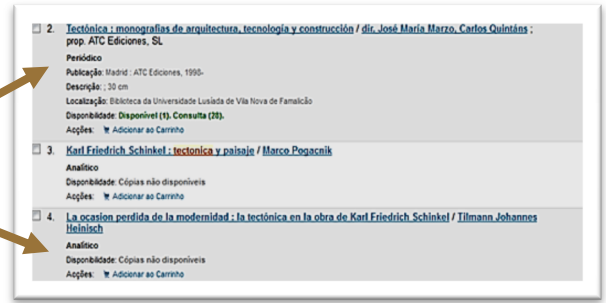 2. Tectónica : monografias de arquitectura, tecnología y construcción / dir. José María Marzo, Carlos Quintáns ;
prop. ATC Ediciones, SL
Periódico
Publicação: Madrid : ATC Ediciones, 1998-
Descrição: ; 30 cm
Localização: Biblioteca da Universidade Lusíada de Vila Nova de Famalicão
Disponibilidade: Disponível (1). Consulta (28).
Acções: Adicionar ao Carrinho
3. Karl Friedrich Schinkel : tectonica y paisaje / Marco Pogacnik
Analítico
Disponibilidade: Cópias não disponíveis
Acções: Adicionar ao Carrinho
4. La ocasion perdida de la modernidad : la tectónica en la obra de Karl Friedrich Schinkel / Tilmann Johannes
Heinisch
Analítico
Disponibilidade: Cópias não disponíveis
Acções: Adicionar ao Carrinho